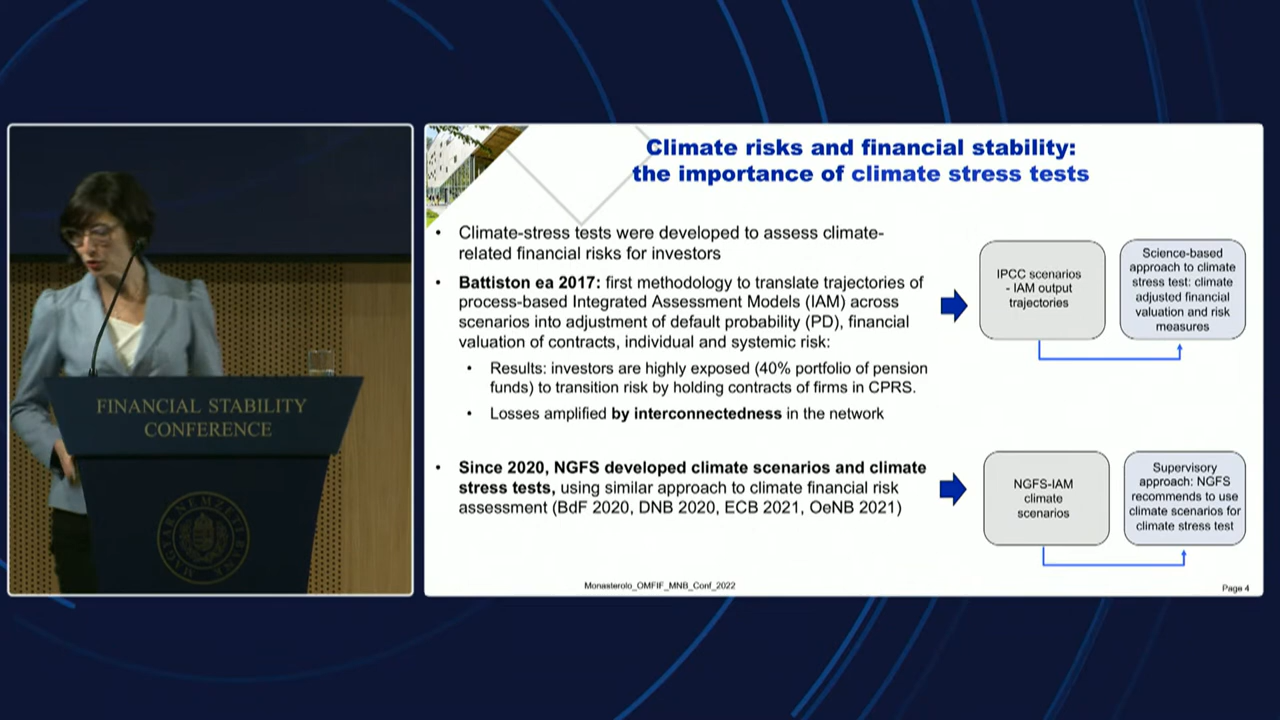 FINANCIAL STABILITY
CONFERENCE
MAGYAR NEMZETI BANK
Climate risks and financial stability:
the importance of climate stress tests
• Climate-stress tests were developed to assess climate-
related financial risks for investors
• Battiston ea 2017: first methodology to translate trajectories of
process-based Integrated Assessment Models (IAM) across
scenarios into adjustment of default probability (PD), financial
valuation of contracts, individual and systemic risk:
• Results: investors are highly exposed (40% portfolio of pension
funds) to transition risk by holding contracts of firms in CPRS.
• Losses amplified by interconnectedness in the network
• Since 2020, NGFS developed climate scenarios and climate
stress tests, using similar approach to climate financial risk
assessment (BdF 2020, DNB 2020, ECB 2021, OeNB 2021)
IPCC scenarios
- IAM output
trajectories
Science-based
approach to climate
stress test: climate
adjusted financial
valuation and risk
measures
NGFS-IAM
climate
scenarios
Supervisory
approach: NGFS
recommends to use
climate scenarios for
climate stress test
Monasterolo_OMFIF_MNB_Conf_2022
Page 4